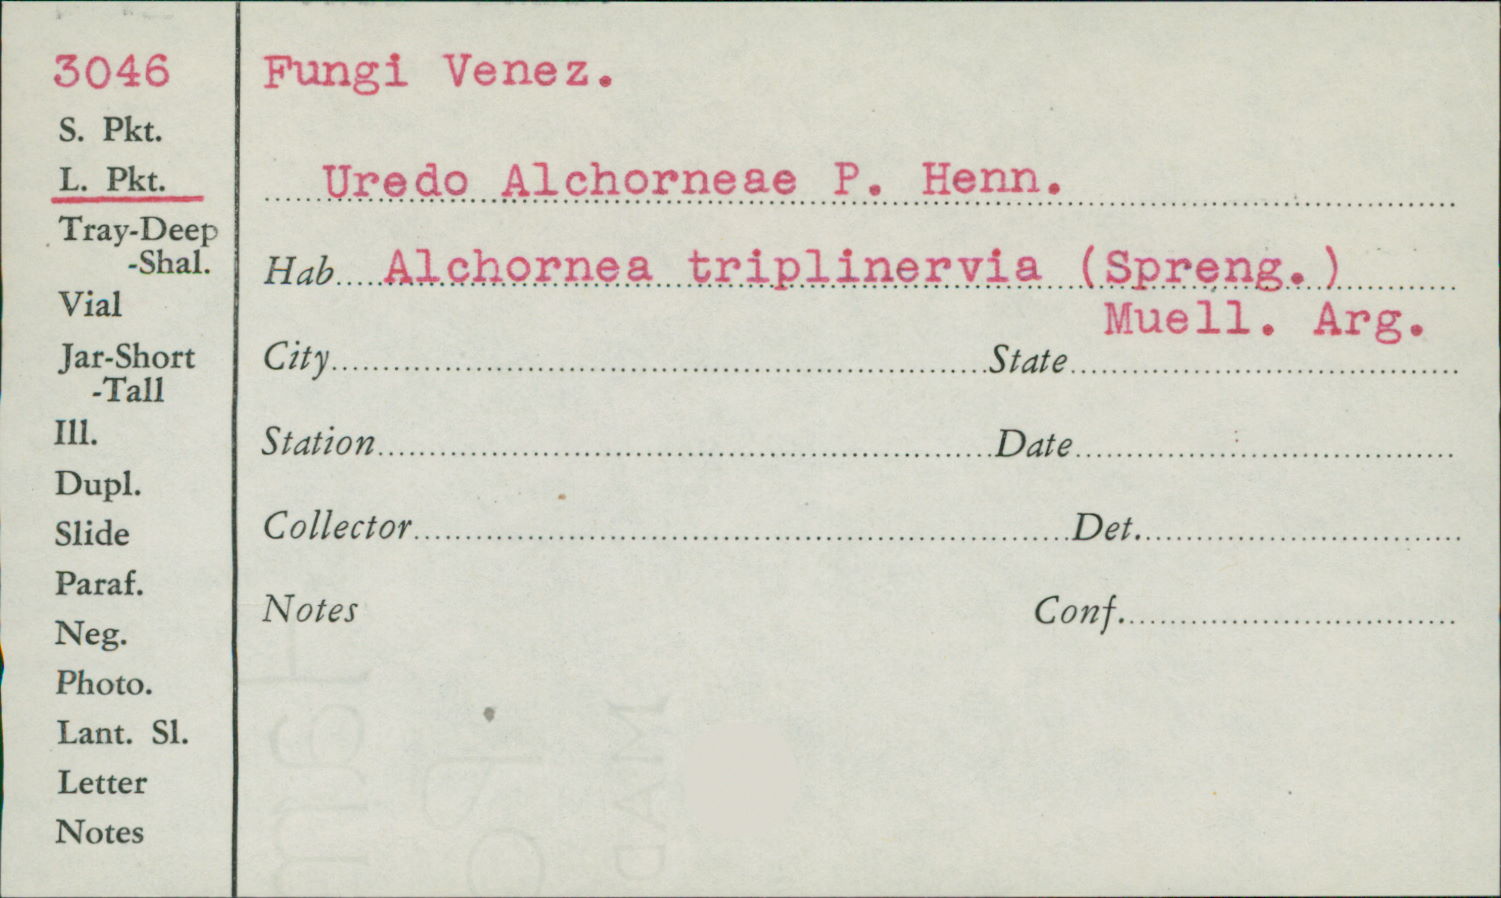 3046
S. Pkt.
L. Pkt.
Tray-Deep
-Shal.
Vial
Jar-Short
-Tall
Ill.
Dupl.
Slide
Paraf.
Neg.
Photo.
Lant. Sl.
Letter
Notes
Fungi Venez.
Uredo Alchorneae P. Henn.
Hab. Alchornea triplinervia (Spreng.)
Muell. Arg.
City State
Station Date
Collector Det.
Notes Conf.